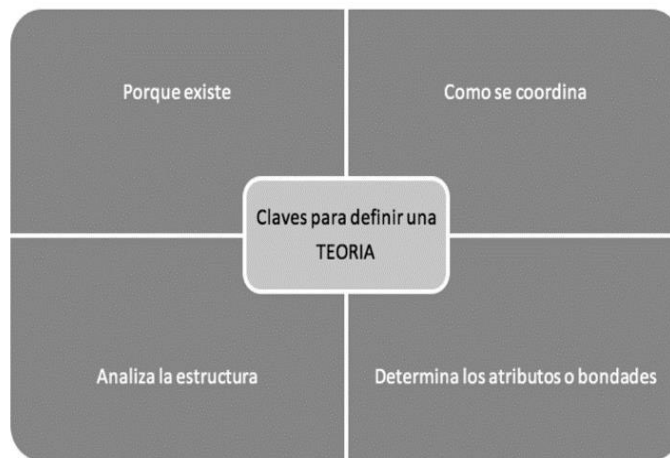 Porque existe
Como se coordina
Claves para definir una
TEORIA
Analiza la estructura
Determina los atributos o bondades